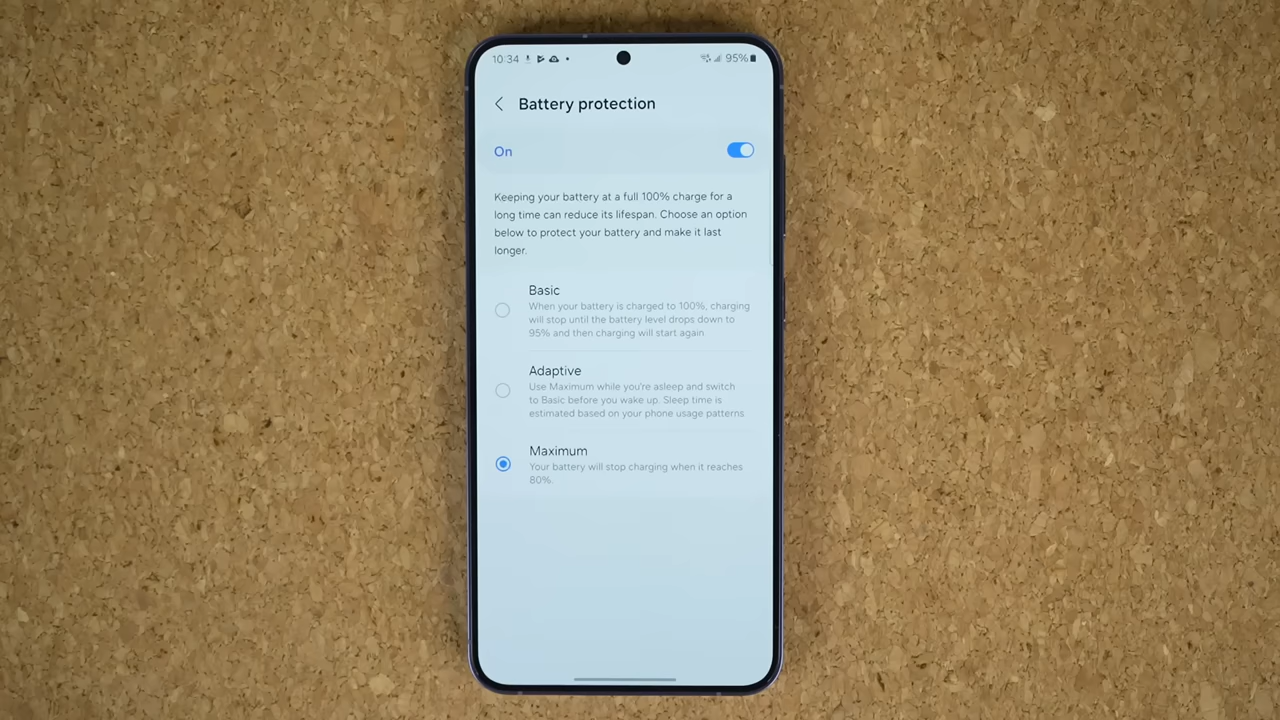 10:34 95%
Battery protection
On
Keeping your battery at a full 100% charge for a
long time can reduce its lifespan. Choose an option
below to protect your battery and make it last
longer.
Basic
When your battery is charged to 100%, charging
will stop until the battery level drops down to
95% and then charging will start again
Adaptive
Use Maximum while you're asleep and switch
to Basic before you wake up. Sleep time is
estimated based on your phone usage patterns
Maximum
Your battery will stop charging when it reaches
80%.